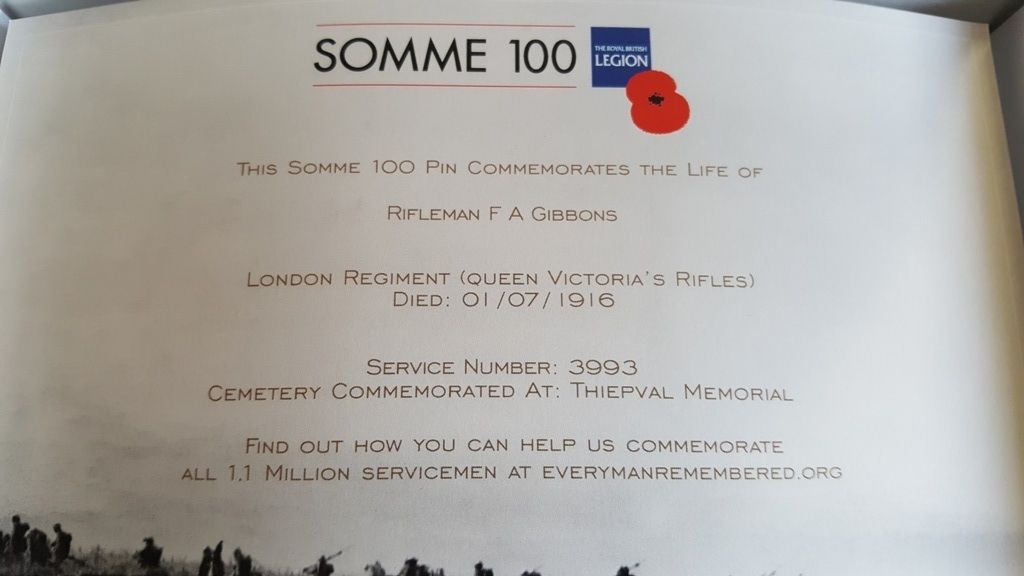 SOMME 100
THE ROYAL BRITISH
LEGION
THIS SOMME 100 PIN COMMEMORATES THE LIFE OF
RIFLEMAN F A GIBBONS
LONDON REGIMENT (QUEEN VICTORIA'S RIFLES)
DIED: 01/07/1916
SERVICE NUMBER: 3993
CEMETERY COMMEMORATED AT: THIEPVAL MEMORIAL
FIND OUT HOW YOU CAN HELP US COMMEMORATE
ALL 1.1 MILLION SERVICEMEN AT EVERYMANREMEMBERED.ORG